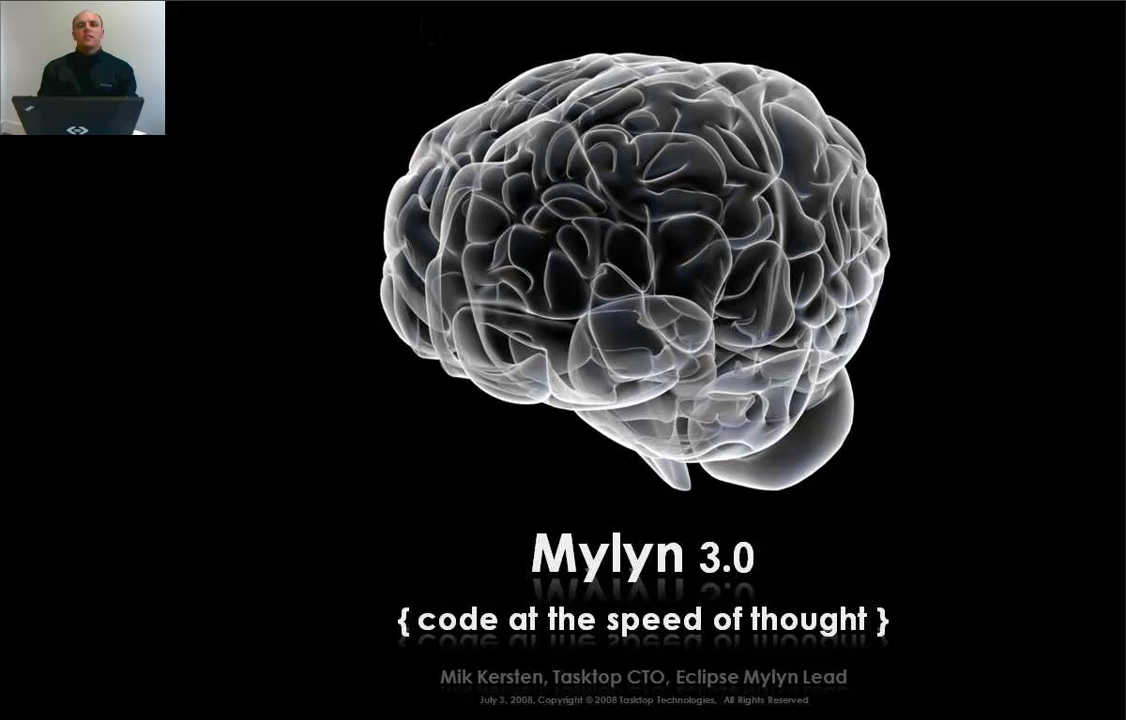 Mylyn 3.0
{ code at the speed of thought }
Mik Kersten, Tasktop CTO, Eclipse Mylyn Lead
July 3, 2008, Copyright © 2008 Tasktop Technologies, All Rights Reserved